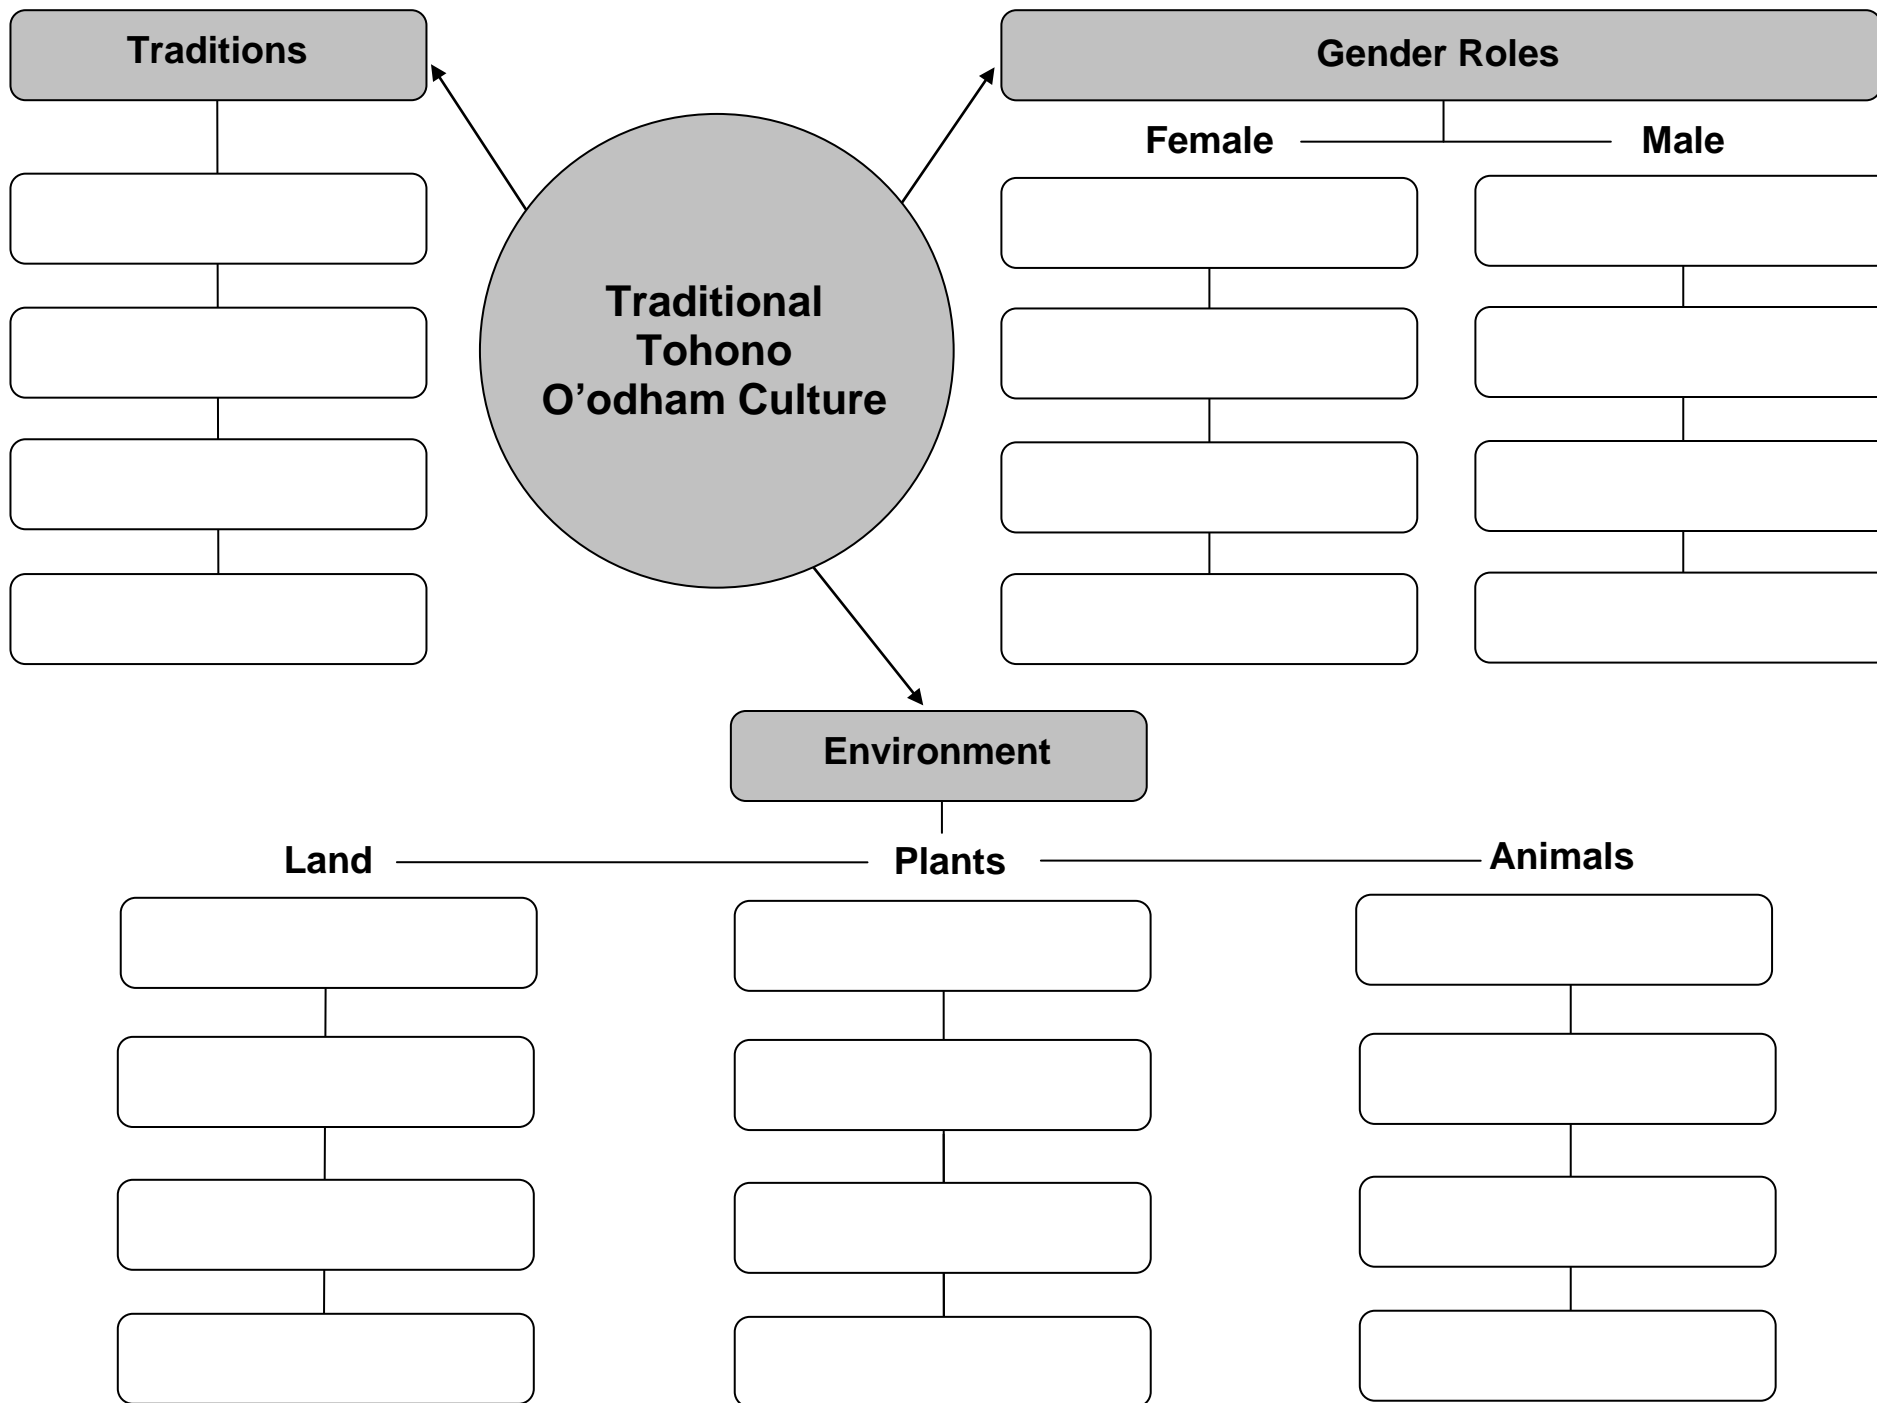 Traditions
Gender Roles
Female
Male
Traditional
Tohono
O’odham Culture
Environment
Land
Plants
Animals